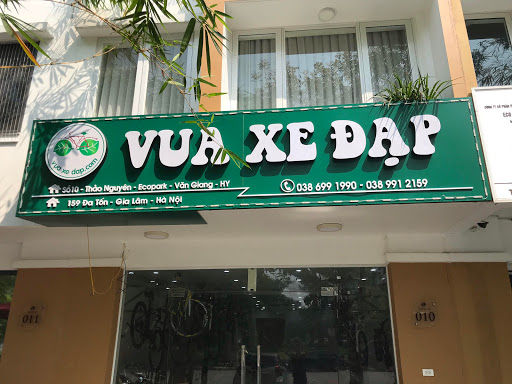 VUA XE ĐẠP
vuaxedap.com
Số10 - Thảo Nguyên - Ecopark - Văn Giang - HY
159 Đa Tốn - Gia Lâm - Hà Nội
038 699 1990 - 038 991 2159
011
010